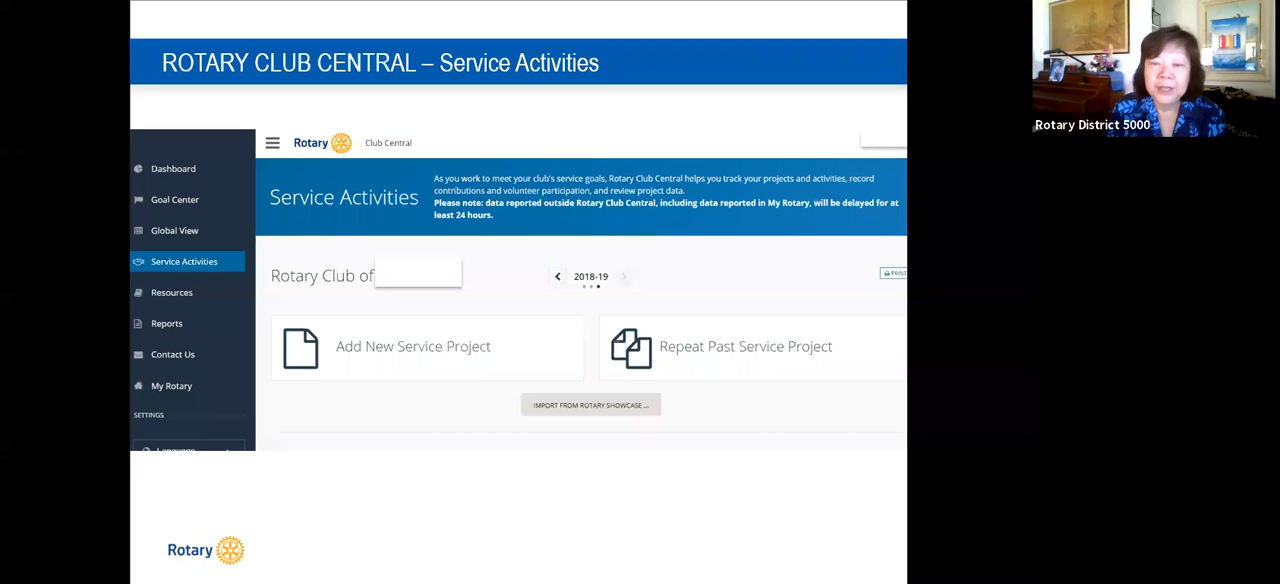 ROTARY CLUB CENTRAL – Service Activities
Rotary District 5000
Rotary
Club Central
Dashboard
Goal Center
Global View
Service Activities
Resources
Reports
Contact Us
My Rotary
SETTINGS
Language
Service Activities
As you work to meet your club's service goals, Rotary Club Central helps you track your projects and activities, record
contributions and volunteer participation, and review project data.
Please note: data reported outside Rotary Club Central, including data reported in My Rotary, will be delayed for at
least 24 hours.
Rotary Club of
2018-19
PRINT
Add New Service Project
Repeat Past Service Project
IMPORT FROM ROTARY SHOWCASE ...
Rotary